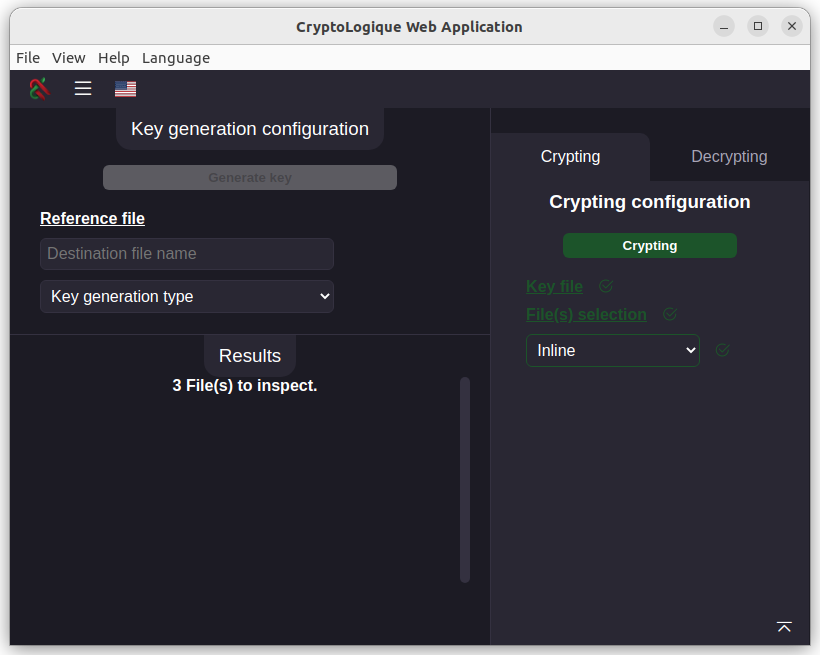 CryptoLogique Web Application
File View Help Language
Key generation configuration
Generate key
Reference file
Destination file name
Key generation type
Results
3 File(s) to inspect.
Crypting Decrypting
Crypting configuration
Crypting
Key file
File(s) selection
Inline